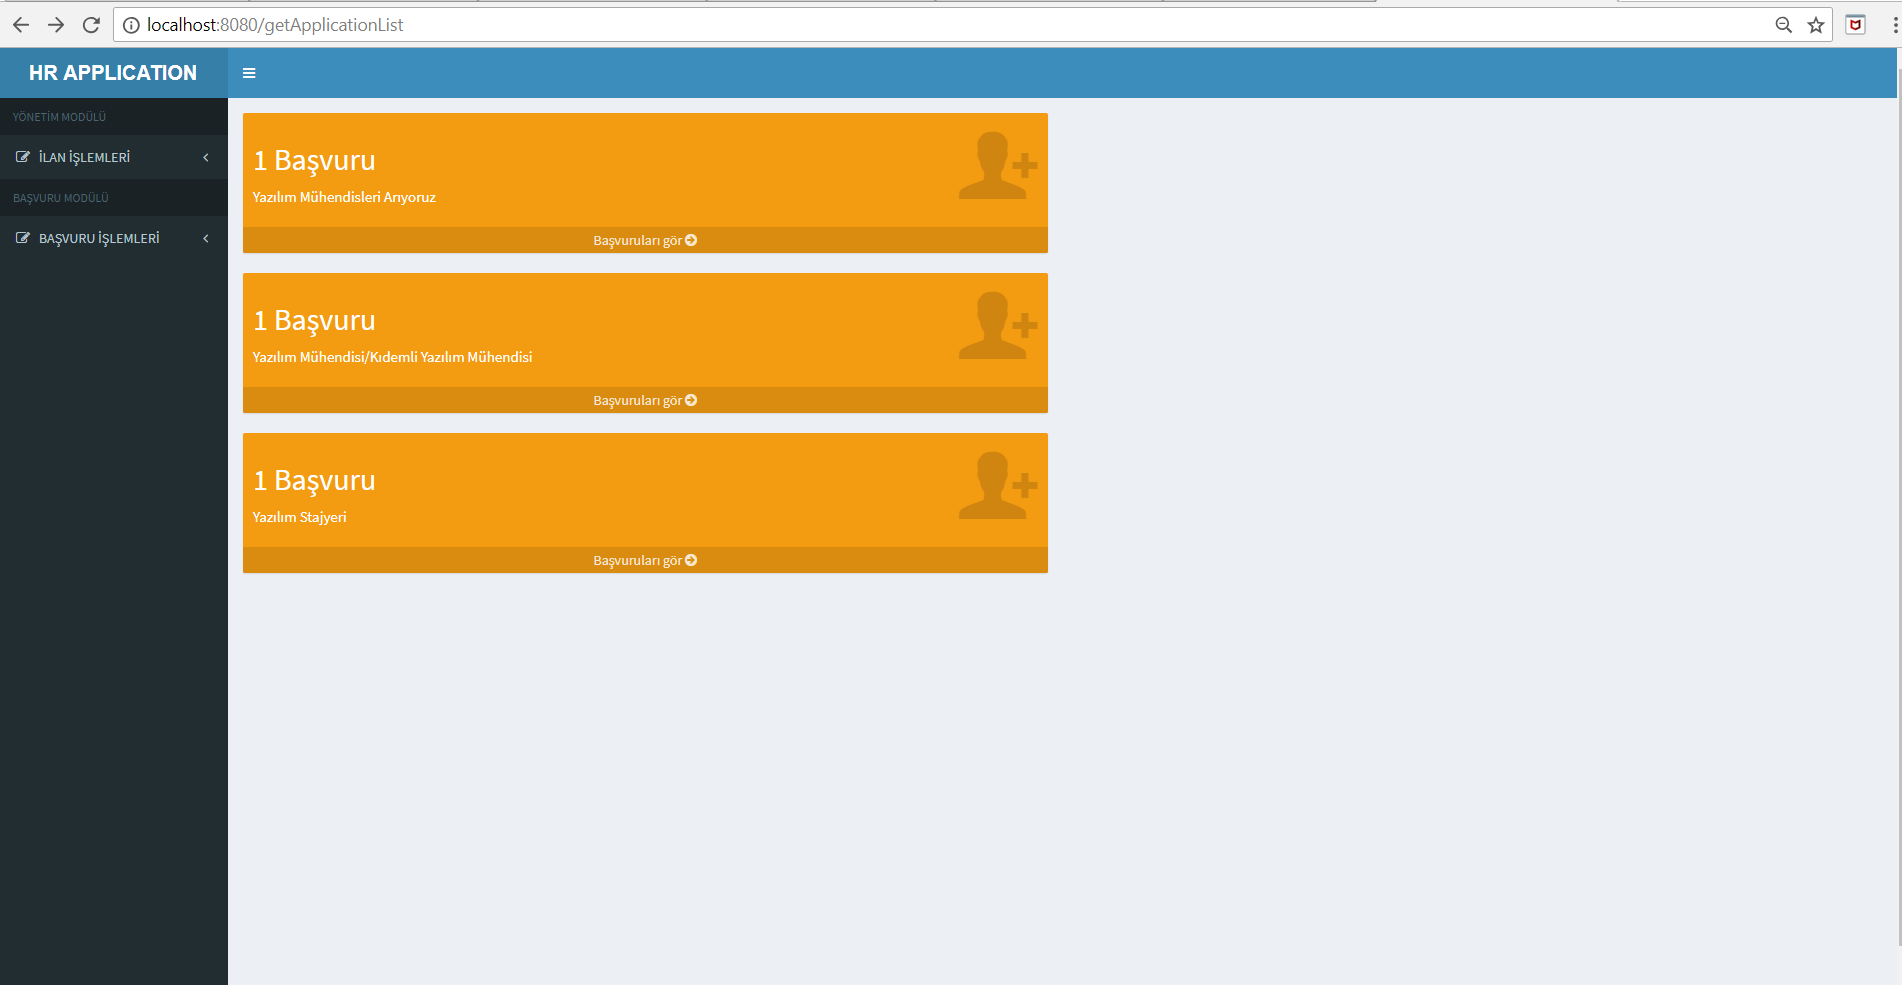 localhost:8080/getApplicationList
HR APPLICATION
YÖNETİM MODÜLÜ
İLAN İŞLEMLERİ
BAŞVURU MODÜLÜ
BAŞVURU İŞLEMLERİ
1 Başvuru
Yazılım Mühendisleri Arıyoruz
Başvuruları gör
1 Başvuru
Yazılım Mühendisi/Kıdemli Yazılım Mühendisi
Başvuruları gör
1 Başvuru
Yazılım Stajyeri
Başvuruları gör